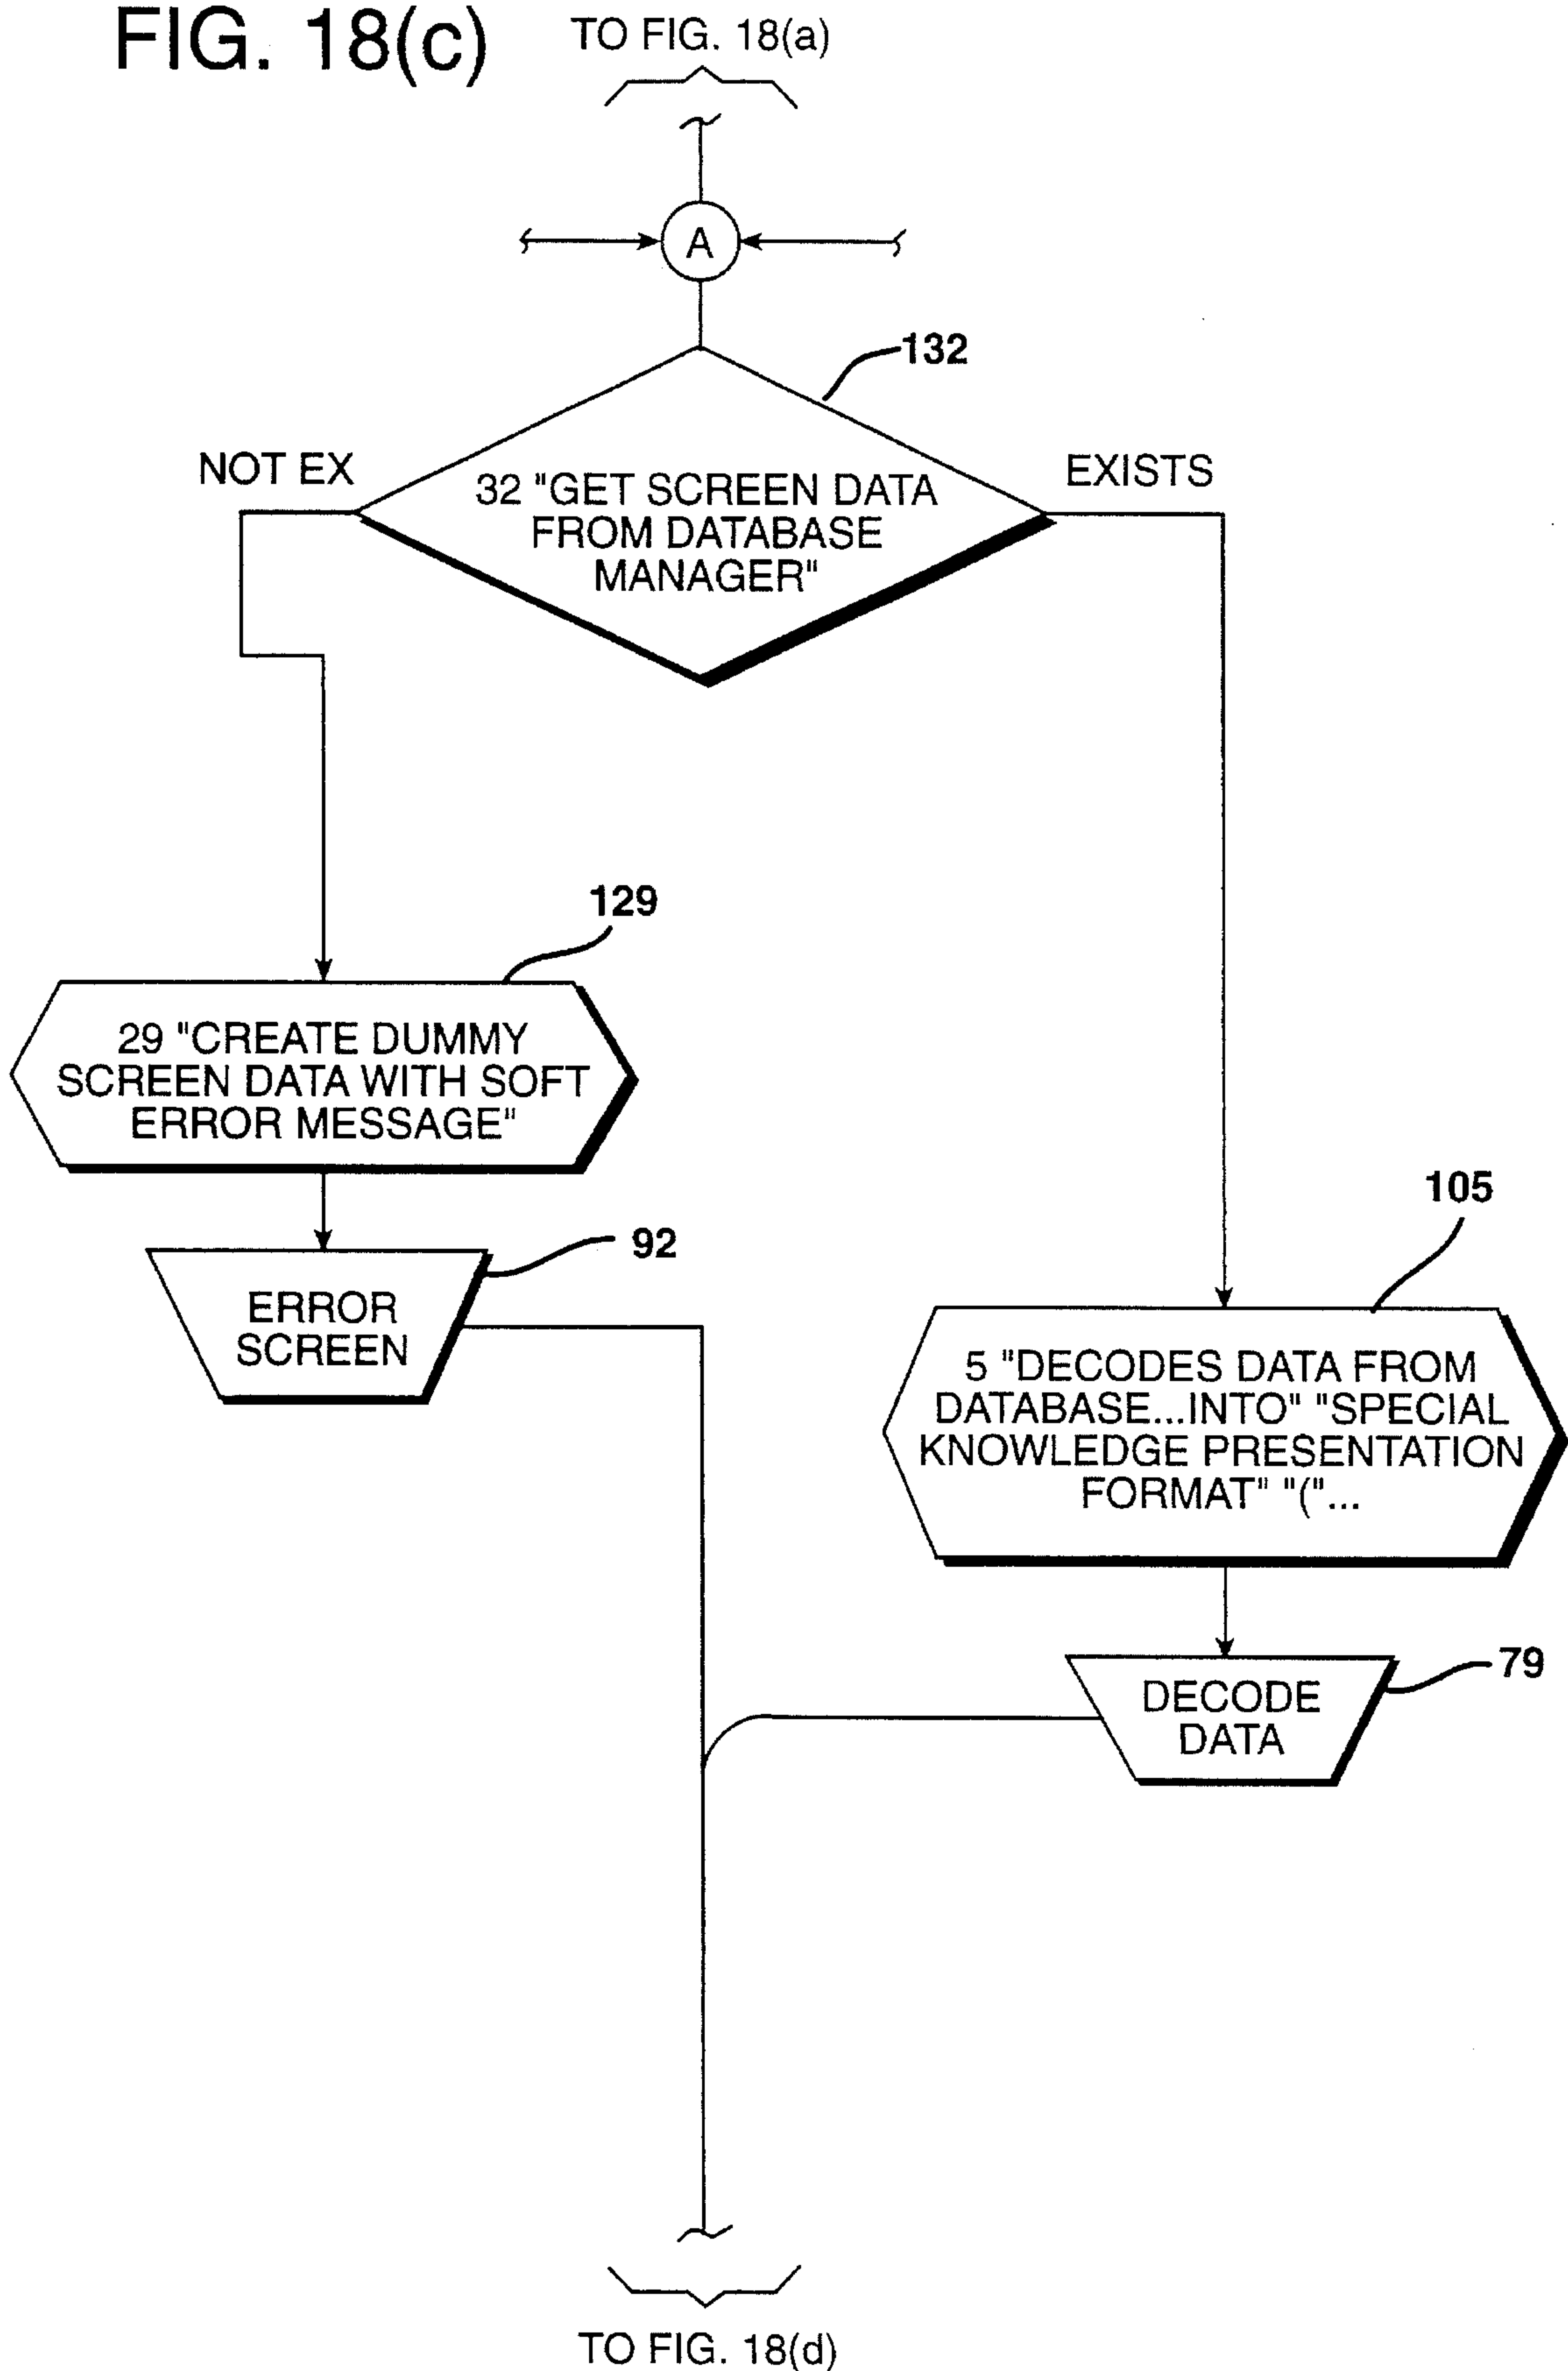 FIG. 18(c)
TO FIG. 18(a)
A
132
NOT EX
EXISTS
32 "GET SCREEN DATA
FROM DATABASE
MANAGER"
129
29 "CREATE DUMMY
SCREEN DATA WITH SOFT
ERROR MESSAGE"
92
ERROR
SCREEN
105
5 "DECODES DATA FROM
DATABASE...INTO" "SPECIAL
KNOWLEDGE PRESENTATION
FORMAT" "("...
79
DECODE
DATA
TO FIG. 18(d)